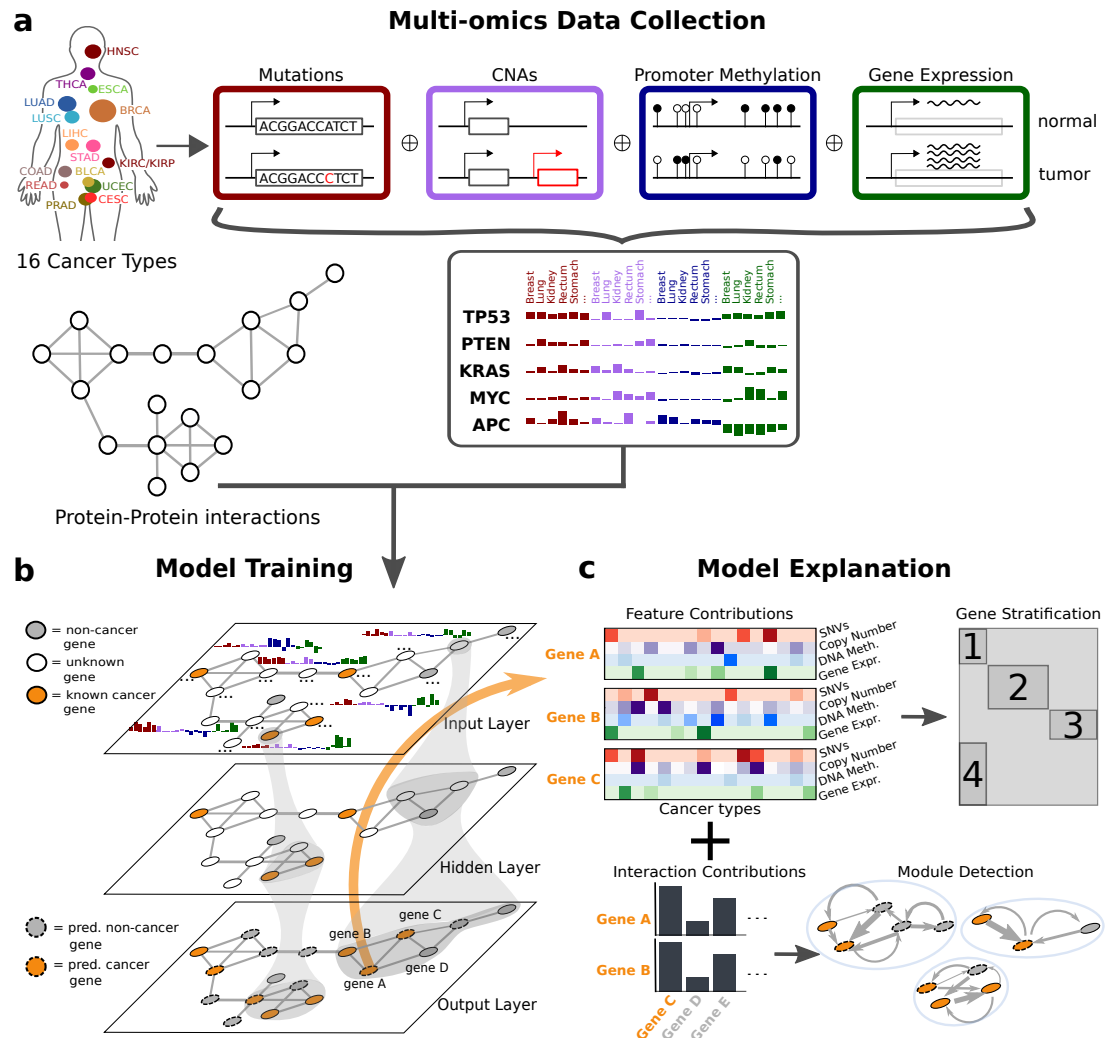 a
Multi-omics Data Collection
HNSC
THCA
ESCA
LUAD
BRCA
LUSC
LIHC
STAD
KIRC/KIRP
COAD
BLCA
READ
UCEC
PRAD
CESC
16 Cancer Types
Mutations
CNAs
Promoter Methylation
Gene Expression
ACGGACCATCT
ACGGACCCTCT
normal
tumor
Breast
Lung
Kidney
Rectum
Stomach
...
Breast
Lung
Kidney
Rectum
Stomach
...
Breast
Lung
Kidney
Rectum
Stomach
...
Breast
Lung
Kidney
Rectum
Stomach
...
TP53
PTEN
KRAS
MYC
APC
Protein-Protein interactions
b
Model Training
= non-cancer
gene
= unknown
gene
= known cancer
gene
...
...
...
...
...
...
...
...
...
...
Input Layer
Hidden Layer
= pred. non-cancer
gene
= pred. cancer
gene
gene C
gene B
gene D
gene A
Output Layer
c
Model Explanation
Feature Contributions
Gene A
SNVs
Copy Number
DNA Meth.
Gene Expr.
Gene B
SNVs
Copy Number
DNA Meth.
Gene Expr.
Gene C
SNVs
Copy Number
DNA Meth.
Gene Expr.
Cancer types
+
Gene Stratification
1
2
3
4
Interaction Contributions
Gene A
...
Gene B
...
Gene C
Gene D
Gene E
Module Detection